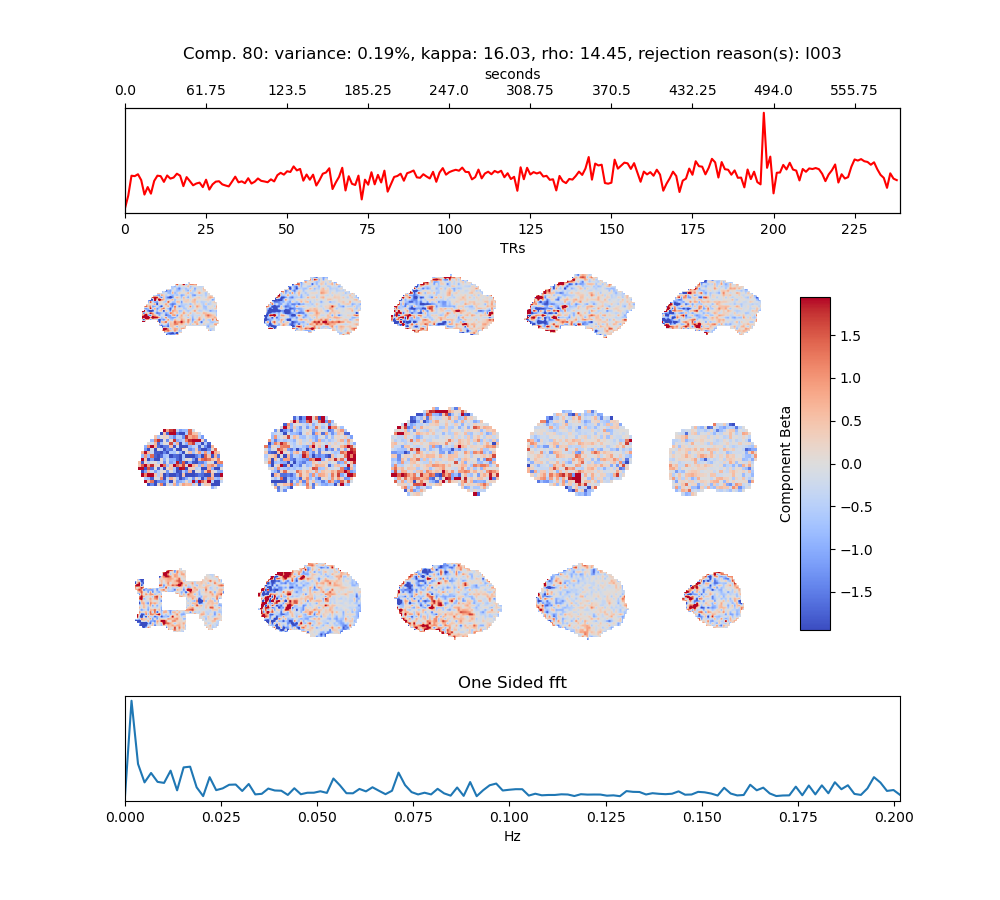 Comp. 80: variance: 0.19%, kappa: 16.03, rho: 14.45, rejection reason(s): I003
seconds
0.0 61.75 123.5 185.25 247.0 308.75 370.5 432.25 494.0 555.75
0 25 50 75 100 125 150 175 200 225
TRs
1.5
1.0
0.5
0.0
−0.5
−1.0
−1.5
Component Beta
One Sided fft
0.000 0.025 0.050 0.075 0.100 0.125 0.150 0.175 0.200
Hz